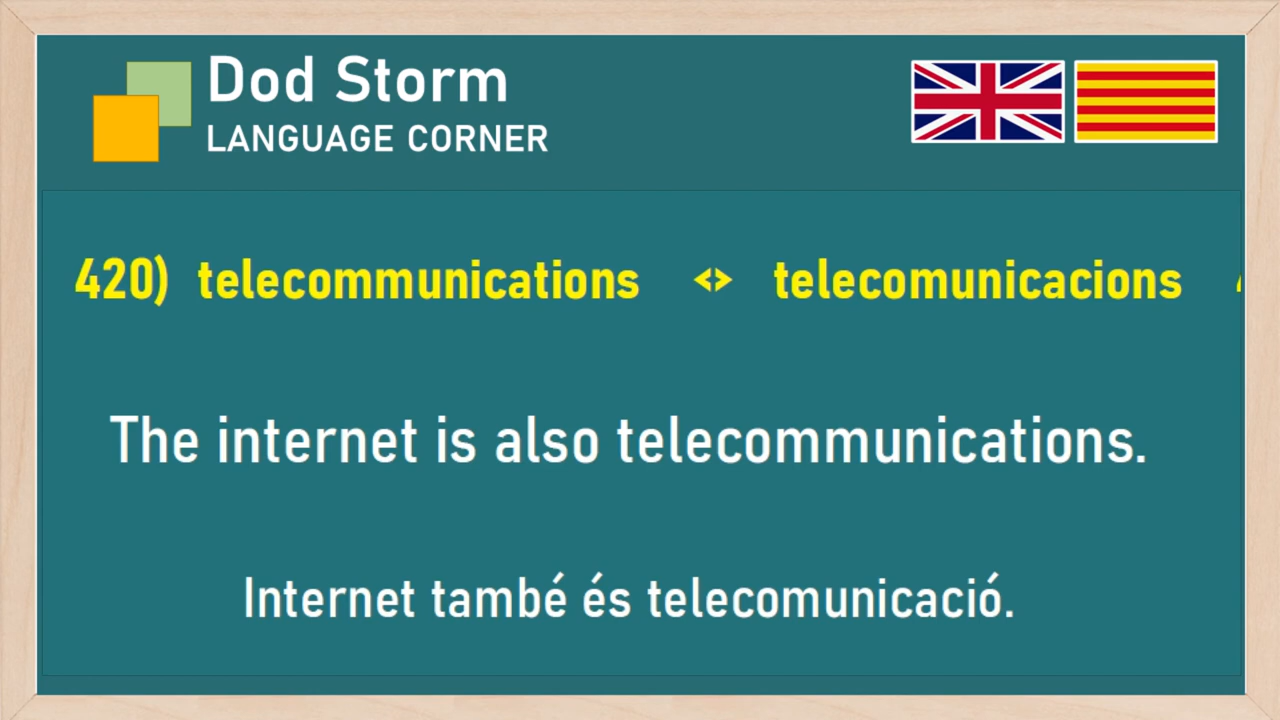 Dod Storm
LANGUAGE CORNER
420) telecommunications <> telecomunicacions
The internet is also telecommunications.
Internet també és telecomunicació.